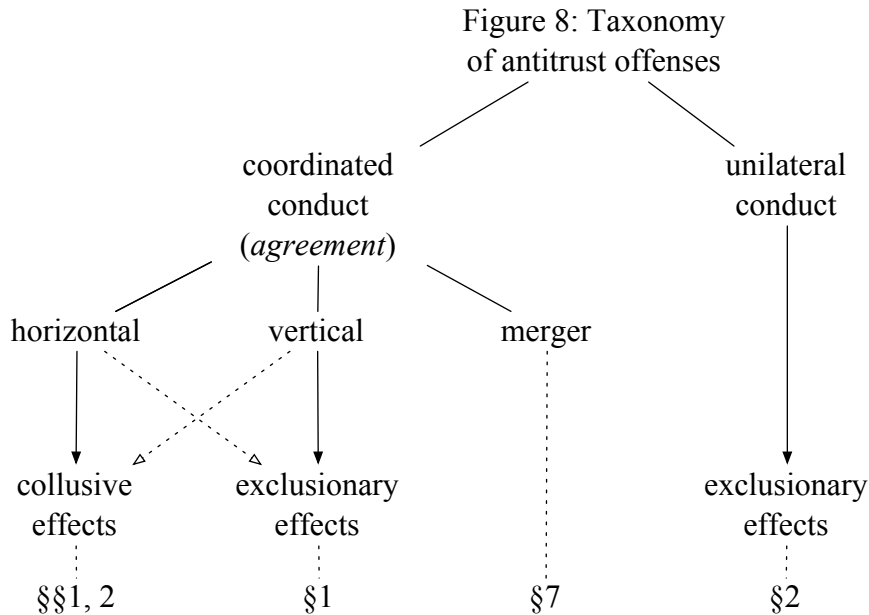 Figure 8: Taxonomy
of antitrust offenses
coordinated
conduct
(agreement)
unilateral
conduct
horizontal
vertical
merger
collusive
effects
exclusionary
effects
exclusionary
effects
§§1, 2
§1
§7
§2